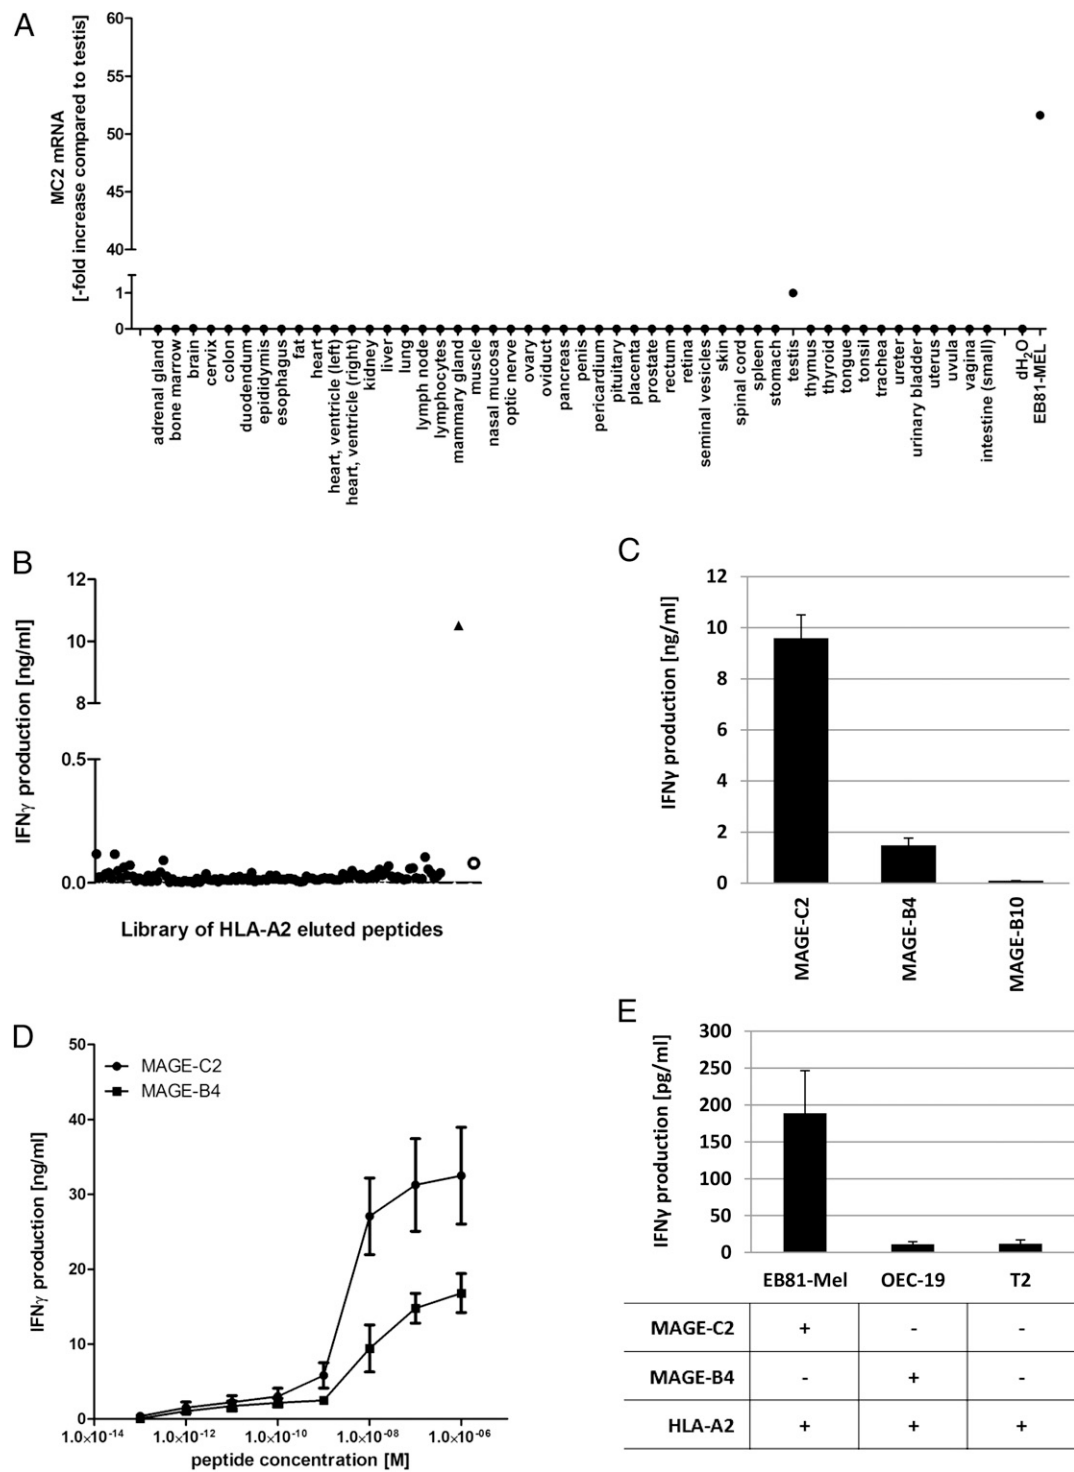 A
MC2 mRNA
[-fold increase compared to testis]
60
55
50
45
40
1
0
adrenal gland
bone marrow
brain
cervix
colon
duodendum
epididymis
esophagus
fat
heart
heart, ventricle (left)
heart, ventricle (right)
kidney
liver
lung
lymph node
lymphocytes
mammary gland
muscle
nasal mucosa
optic nerve
ovary
oviduct
pancreas
penis
pericardium
pituitary
placenta
prostate
rectum
retina
seminal vesicles
skin
spinal cord
spleen
stomach
testis
thymus
thyroid
tongue
tonsil
trachea
ureter
urinary bladder
uterus
uvula
vagina
intestine (small)
dH₂O
EB81-MEL
B
IFNγ production [ng/ml]
12
10
8
0.5
0.0
Library of HLA-A2 eluted peptides
C
IFNγ production [ng/ml]
12
10
8
6
4
2
0
MAGE-C2
MAGE-B4
MAGE-B10
D
IFNγ production [ng/ml]
50
40
30
20
10
0
MAGE-C2
MAGE-B4
1.0×10⁻¹⁴ 1.0×10⁻¹² 1.0×10⁻¹⁰ 1.0×10⁻⁰⁸ 1.0×10⁻⁰⁶
peptide concentration [M]
E
IFNγ production [pg/ml]
300
250
200
150
100
50
0
EB81-Mel OEC-19 T2
MAGE-C2 + - -
MAGE-B4 - + -
HLA-A2 + + +